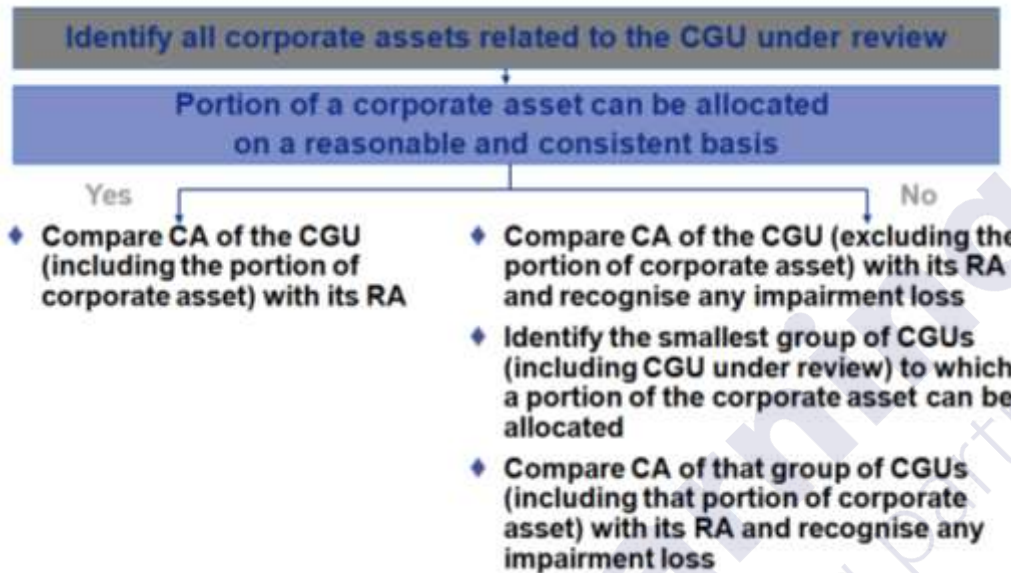 Identify all corporate assets related to the CGU under review
Portion of a corporate asset can be allocated
on a reasonable and consistent basis
Yes
No
♦ Compare CA of the CGU
(including the portion of
corporate asset) with its RA
♦ Compare CA of the CGU (excluding the
portion of corporate asset) with its RA
and recognise any impairment loss
♦ Identify the smallest group of CGUs
(including CGU under review) to which
a portion of the corporate asset can be
allocated
♦ Compare CA of that group of CGUs
(including that portion of corporate
asset) with its RA and recognise any
impairment loss